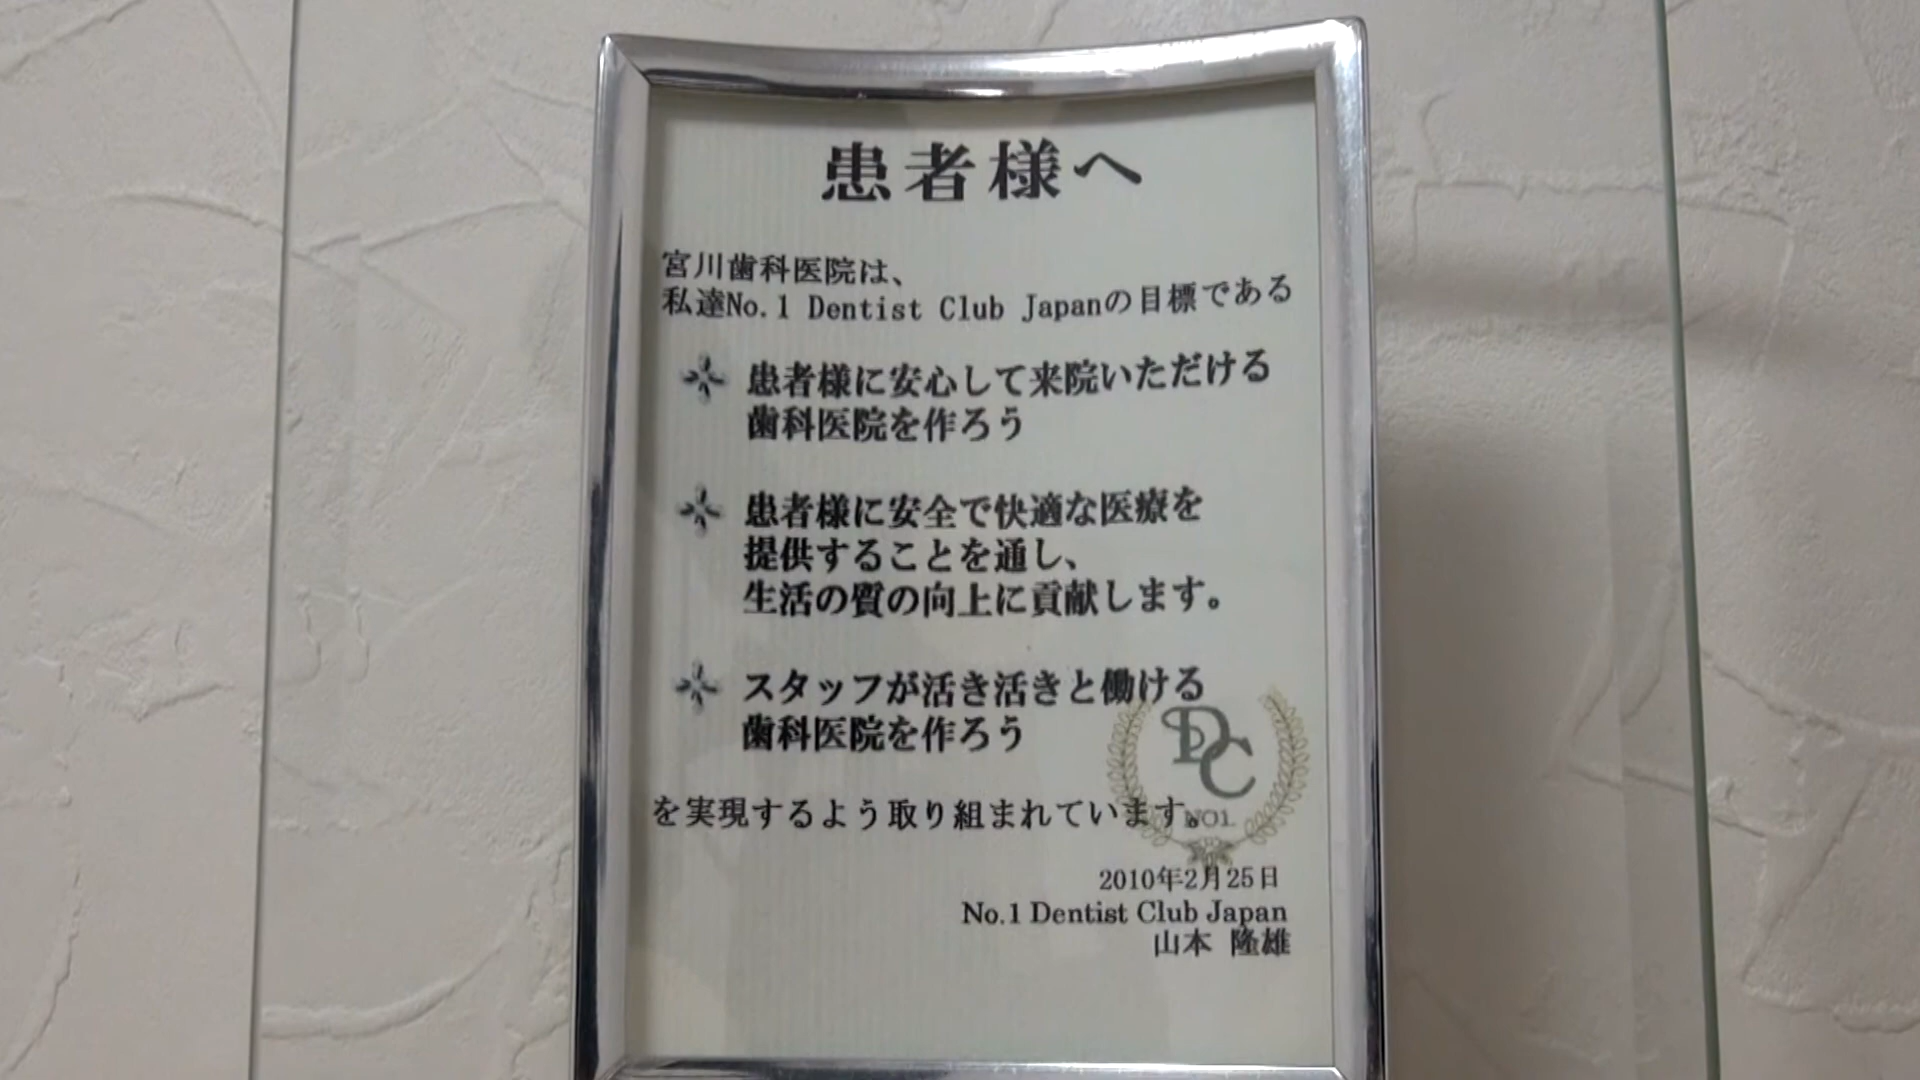 患者様へ
宮川歯科医院は、
私達No.1 Dentist Club Japanの目標である
患者様に安心して来院いただける
歯科医院を作ろう
患者様に安全で快適な医療を
提供することを通し、
生活の質の向上に貢献します。
スタッフが活き活きと働ける
歯科医院を作ろう
DC
NO1.
を実現するよう取り組まれています。
2010年2月25日
No.1 Dentist Club Japan
山本 隆雄